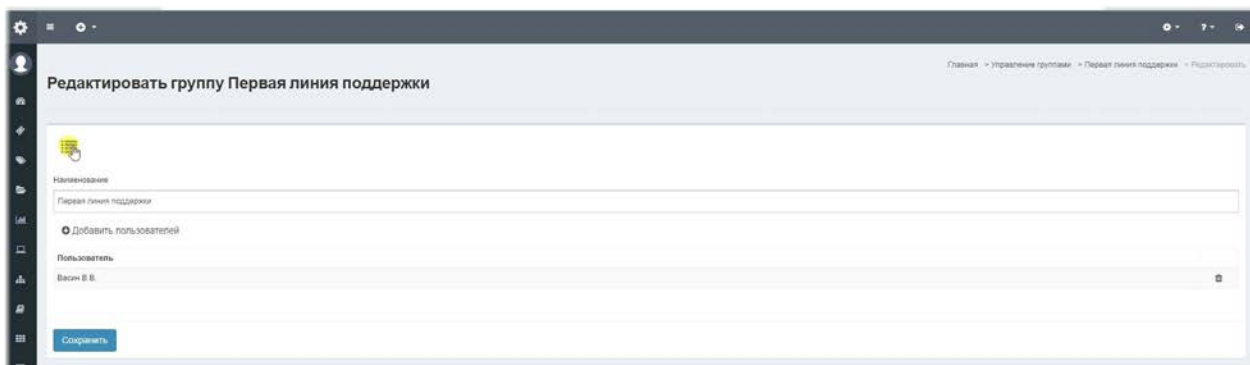 Главная > Управление группами > Первая линия поддержки > Редактировать
Редактировать группу Первая линия поддержки
Наименование
Первая линия поддержки
Добавить пользователей
Пользователь
Васин В.В.
Сохранить